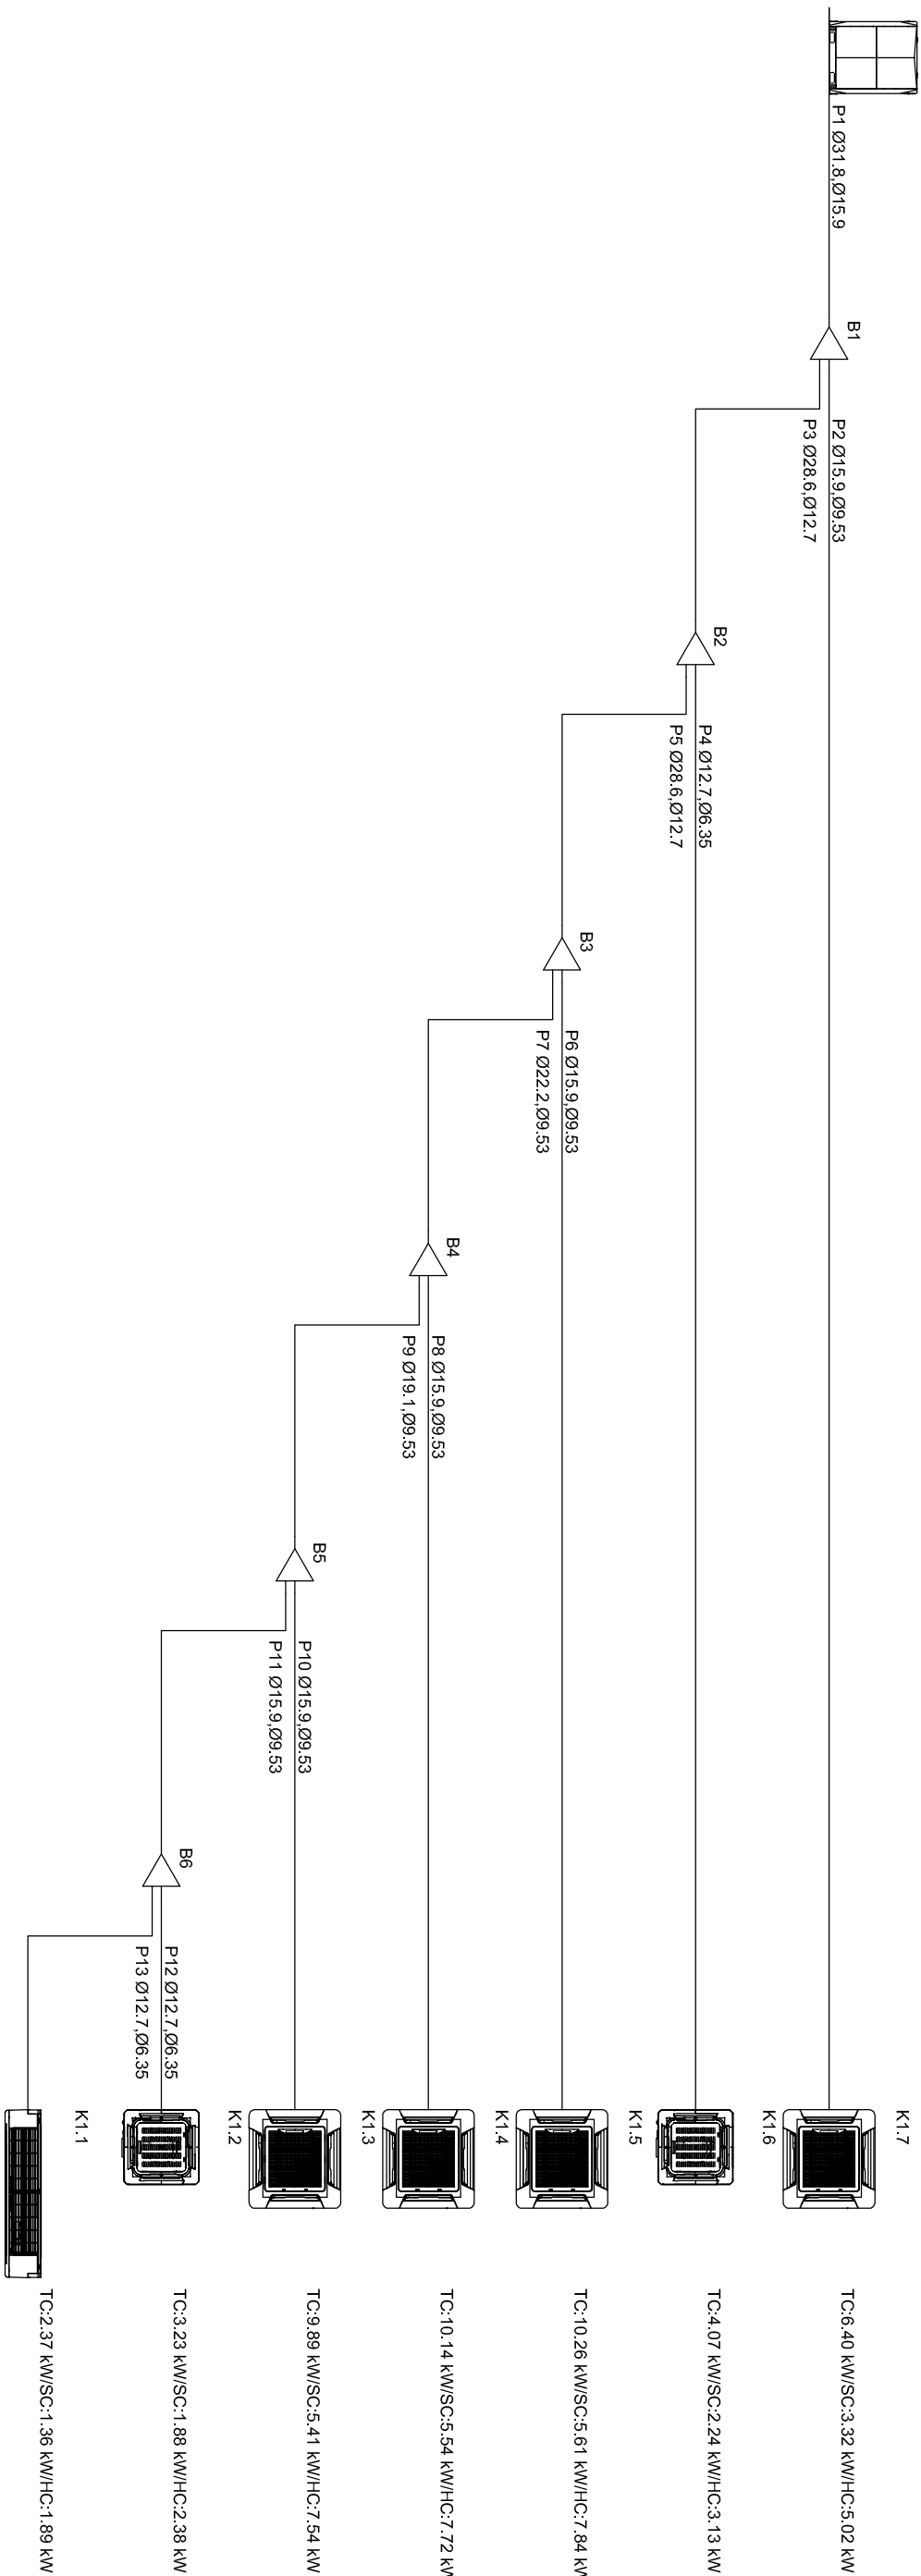 K1.7
B1
P1 Ø31.8,Ø15.9
P2 Ø15.9,Ø9.53
TC:6.40 kW/SC:3.32 kW/HC:5.02 kW
P3 Ø28.6,Ø12.7
K1.6
B2
P4 Ø12.7,Ø6.35
TC:4.07 kW/SC:2.24 kW/HC:3.13 kW
P5 Ø28.6,Ø12.7
K1.5
B3
P6 Ø15.9,Ø9.53
TC:10.26 kW/SC:5.61 kW/HC:7.84 kW
P7 Ø22.2,Ø9.53
K1.4
B4
P8 Ø15.9,Ø9.53
TC:10.14 kW/SC:5.54 kW/HC:7.72 kW
P9 Ø19.1,Ø9.53
K1.3
B5
P10 Ø15.9,Ø9.53
TC:9.89 kW/SC:5.41 kW/HC:7.54 kW
P11 Ø15.9,Ø9.53
K1.2
B6
P12 Ø12.7,Ø6.35
TC:3.23 kW/SC:1.88 kW/HC:2.38 kW
P13 Ø12.7,Ø6.35
K1.1
TC:2.37 kW/SC:1.36 kW/HC:1.89 kW